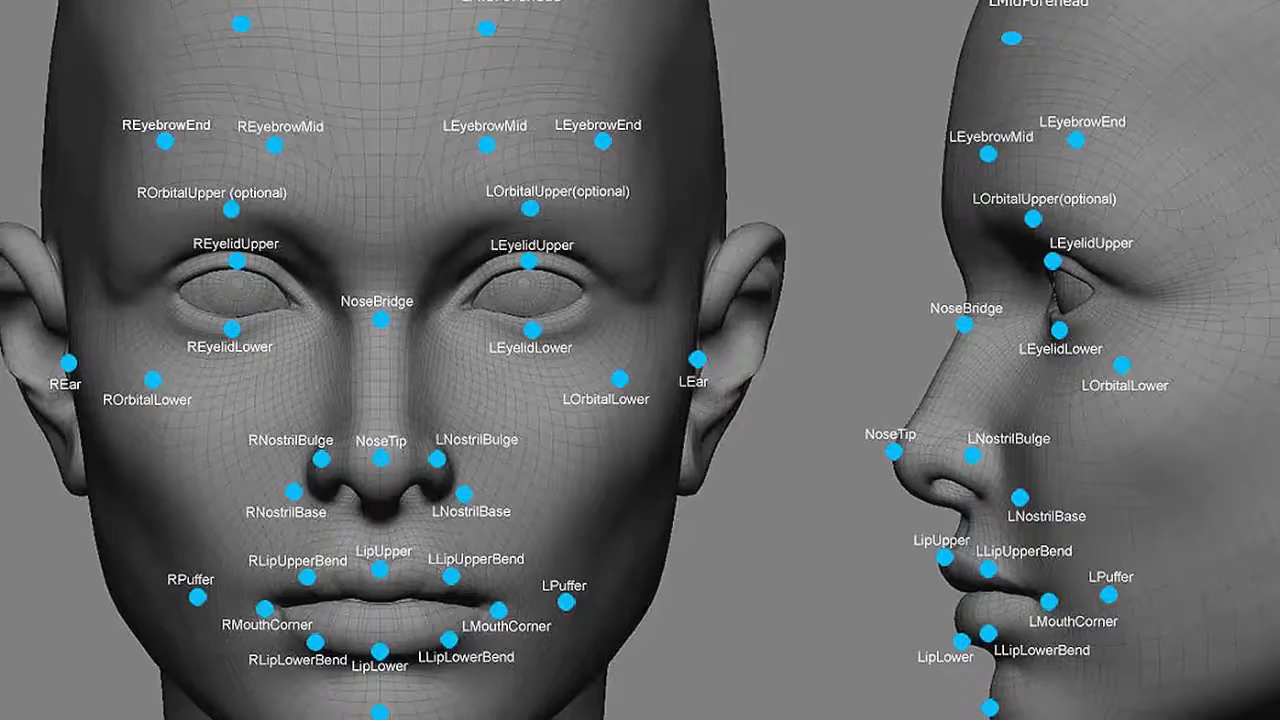 LMidForehead
REyebrowEnd
REyebrowMid
LEyebrowMid
LEyebrowEnd
ROrbitalUpper (optional)
LOrbitalUpper(optional)
REyelidUpper
LEyelidUpper
NoseBridge
REyelidLower
LEyelidLower
REar
LEar
ROrbitalLower
LOrbitalLower
RNostrilBulge
NoseTip
LNostrilBulge
RNostrilBase
LNostrilBase
RLipUpperBend
LipUpper
LLipUpperBend
RPuffer
LPuffer
RMouthCorner
LMouthCorner
RLipLowerBend
LipLower
LLipLowerBend
LMidForehead
LEyebrowEnd
LEyebrowMid
LOrbitalUpper(optional)
LEyelidUpper
NoseBridge
LEyelidLower
LOrbitalLower
NoseTip
LNostrilBulge
LNostrilBase
LipUpper
LLipUpperBend
LPuffer
LMouthCorner
LLipLowerBend
LipLower